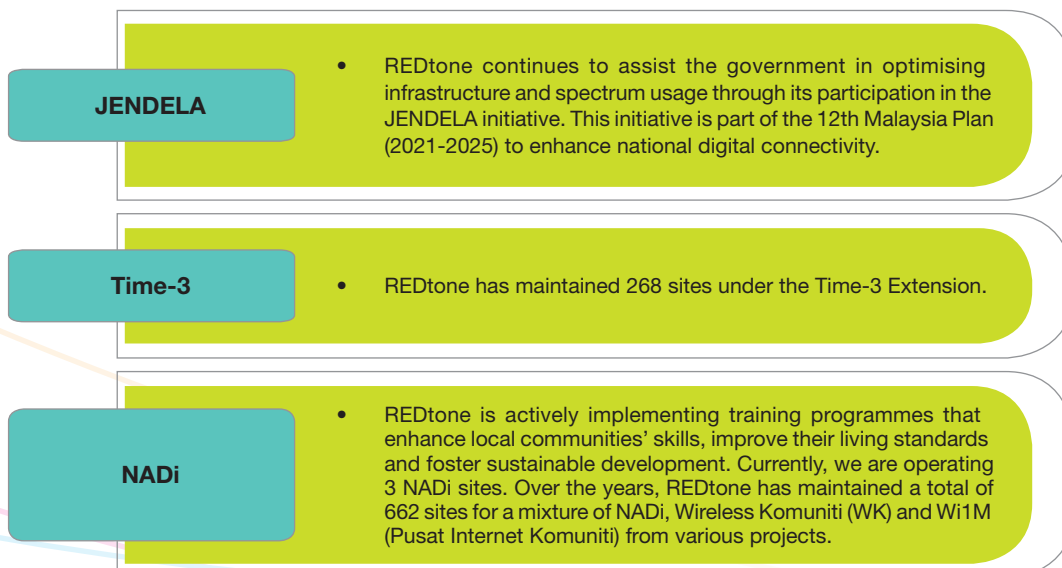 JENDELA
• REDtone continues to assist the government in optimising
infrastructure and spectrum usage through its participation in the
JENDELA initiative. This initiative is part of the 12th Malaysia Plan
(2021-2025) to enhance national digital connectivity.
Time-3
• REDtone has maintained 268 sites under the Time-3 Extension.
NADi
• REDtone is actively implementing training programmes that
enhance local communities’ skills, improve their living standards
and foster sustainable development. Currently, we are operating
3 NADi sites. Over the years, REDtone has maintained a total of
662 sites for a mixture of NADi, Wireless Komuniti (WK) and Wi1M
(Pusat Internet Komuniti) from various projects.